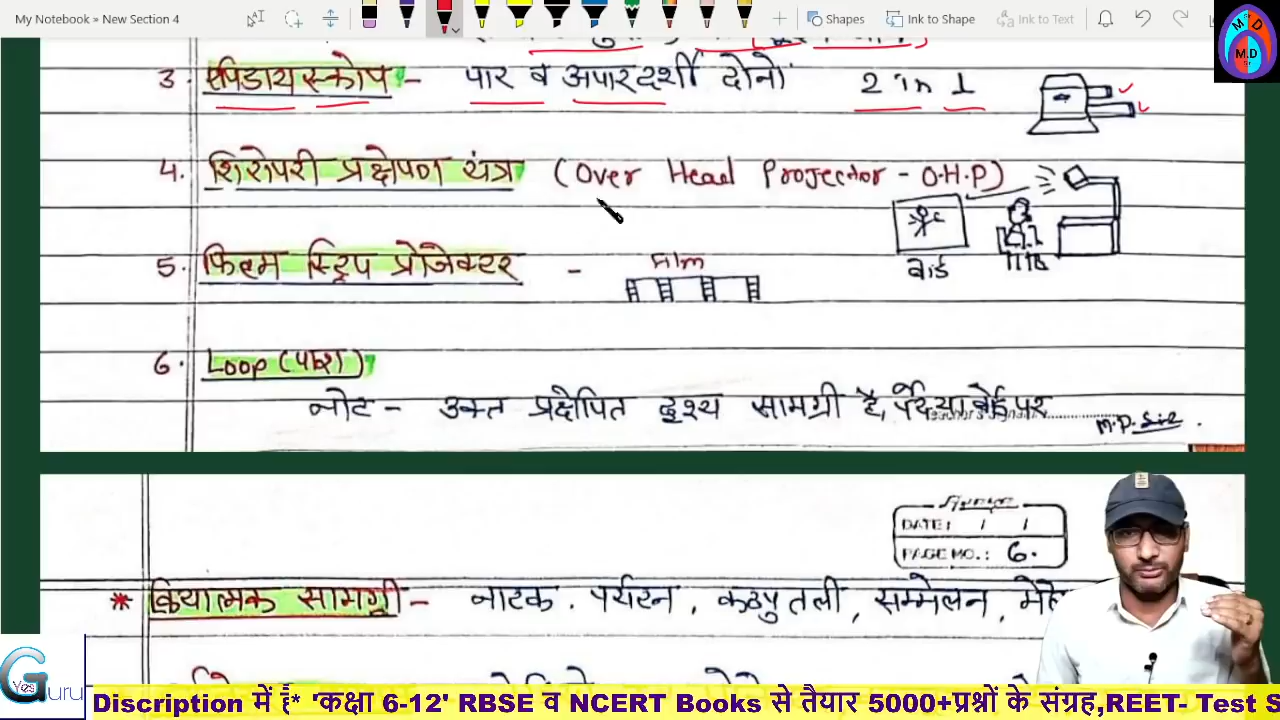 My Notebook » New Section 4
Shapes
Ink to Shape
Ink to Text
M.D
3. एपिडायस्कोप - पार व अपारदर्शी दोनों 2 in 1
4. शिरोपरी प्रक्षेपण यंत्र (Over Head Projector - O.H.P)
बोर्ड
5. फिल्म स्ट्रिप प्रोजेक्टर - film
6. Loop (पाश)
नोट - उक्त प्रक्षेपित दृश्य सामग्री है, पर्दे या बोर्ड पर
M.D. Sir.
DATE: / /
PAGE NO.: 6.
* क्रियात्मक सामग्री - नाटक, पर्यटन, कठपुतली, सम्मेलन,
Yes Guru
Discription में है* 'कक्षा 6-12' RBSE व NCERT Books से तैयार 5000+प्रश्नों के संग्रह,REET- Test S